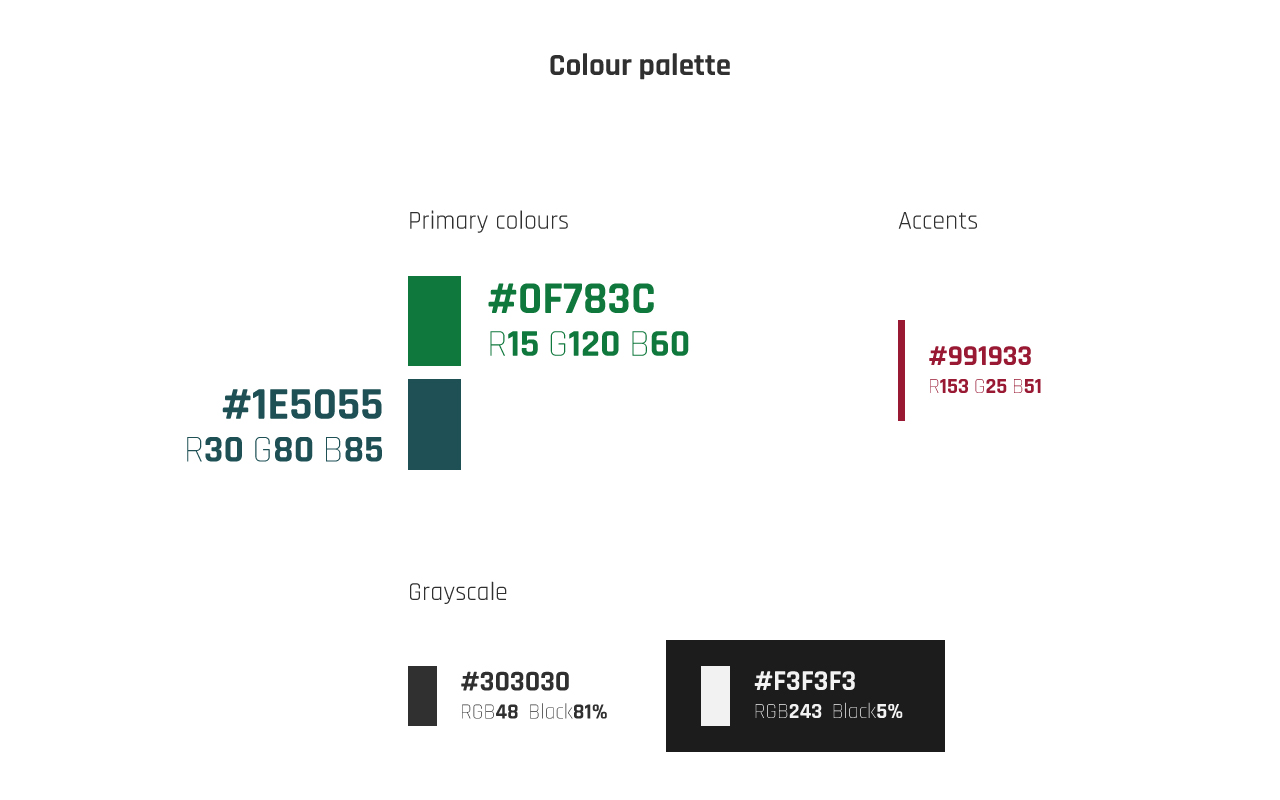 Colour palette
Primary colours
#0F783C
R15 G120 B60
#1E5055
R30 G80 B85
Accents
#991933
R153 G25 B51
Grayscale
#303030
RGB48 Black81%
#F3F3F3
RGB243 Black5%